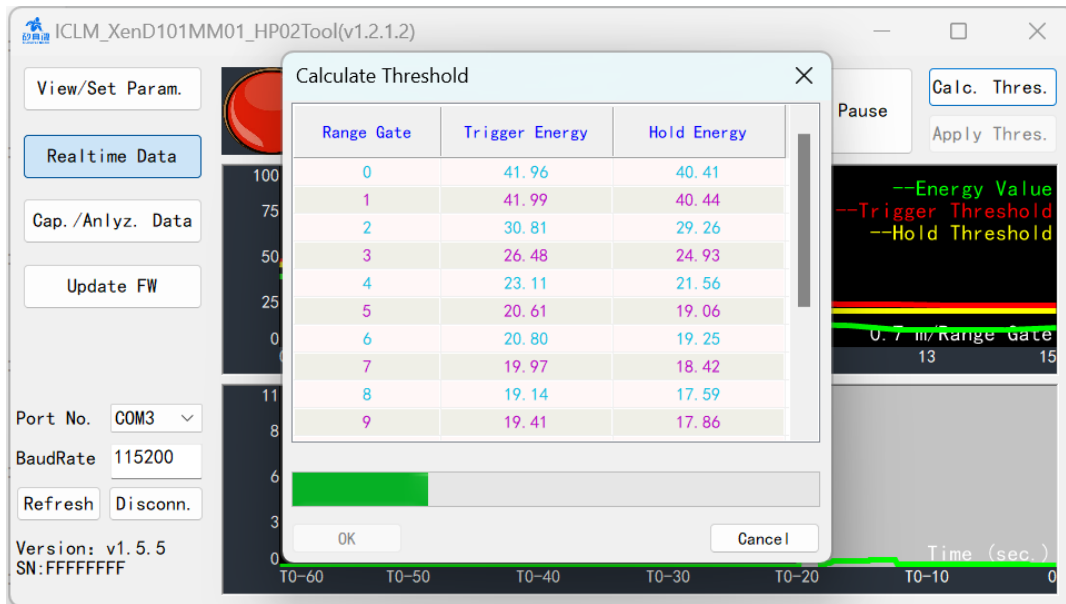 ICLM_XenD101MM01_HP02Tool(v1.2.1.2)
View/Set Param.
Realtime Data
Cap./Anlyz. Data
Update FW
Port No. COM3
BaudRate 115200
Refresh Disconn.
Version: v1.5.5
SN:FFFFFFFF
Calculate Threshold
Range Gate Trigger Energy Hold Energy
0 41.96 40.41
1 41.99 40.44
2 30.81 29.26
3 26.48 24.93
4 23.11 21.56
5 20.61 19.06
6 20.80 19.25
7 19.97 18.42
8 19.14 17.59
9 19.41 17.86
OK Cancel
Pause
Calc. Thres.
Apply Thres.
100
75
50
25
0
--Energy Value
--Trigger Threshold
--Hold Threshold
0.7 m/Range Gate
13 15
11
8
6
3
0
Time (sec.)
T0-60 T0-50 T0-40 T0-30 T0-20 T0-10 0